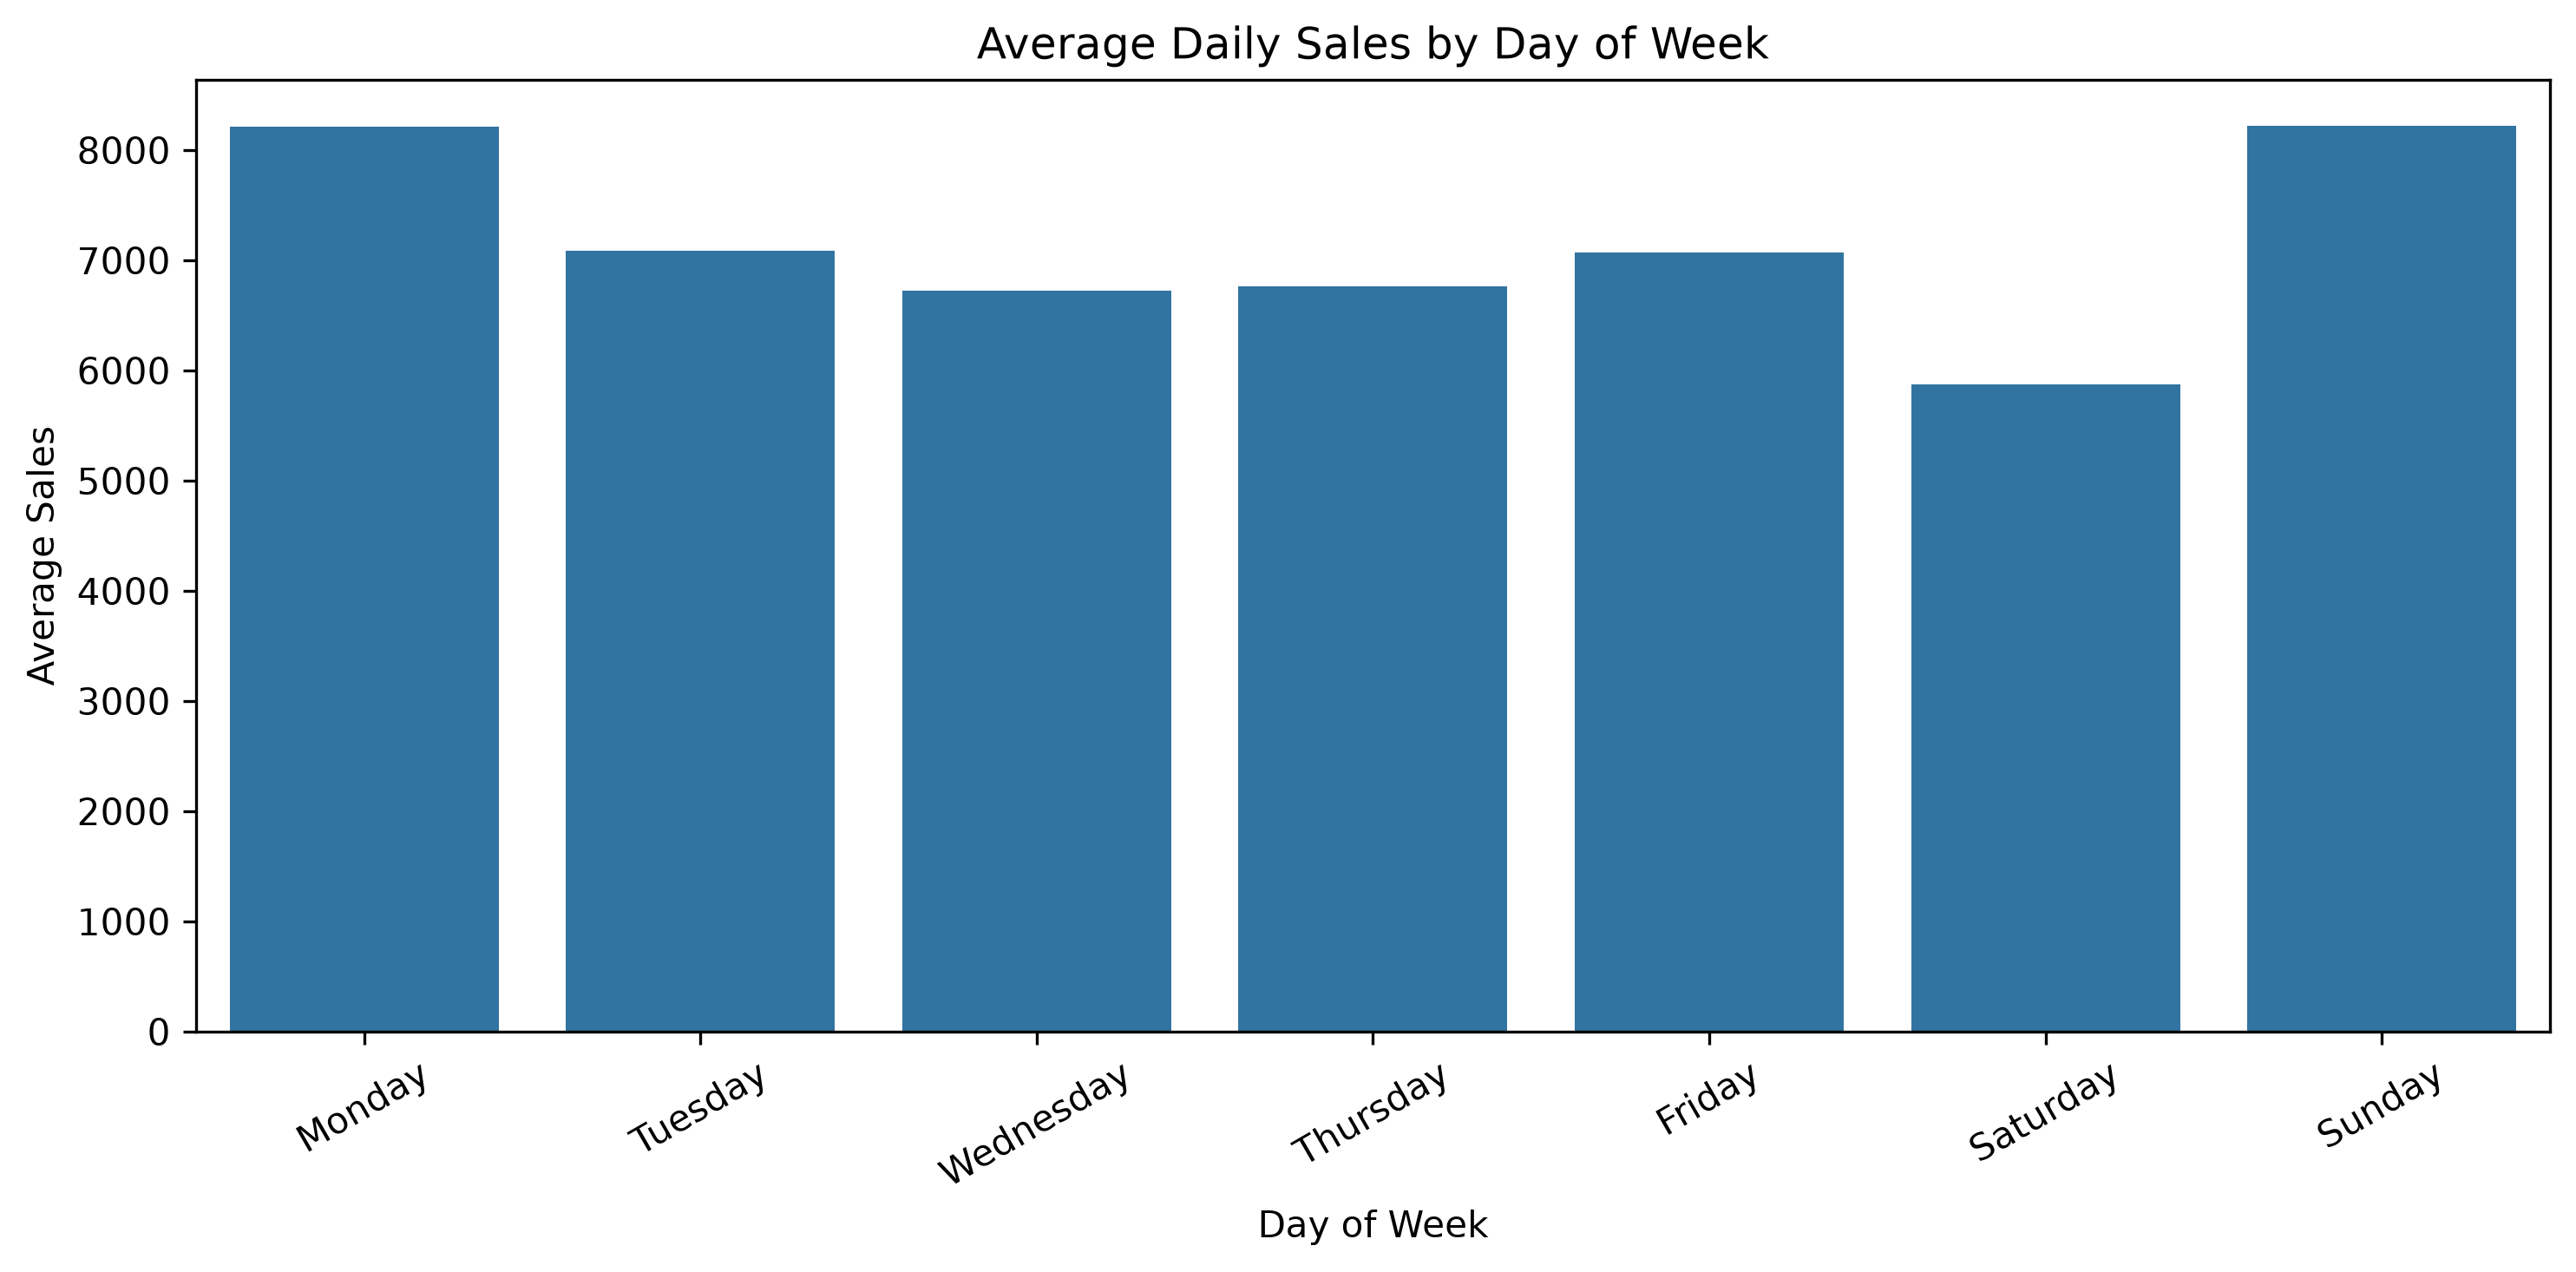 Average Daily Sales by Day of Week
Average Sales
8000
7000
6000
5000
4000
3000
2000
1000
0
Monday
Tuesday
Wednesday
Thursday
Friday
Saturday
Sunday
Day of Week